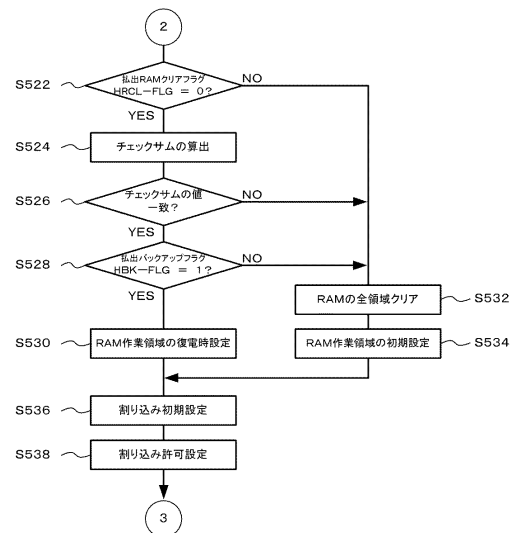 2
S522
払出RAMクリアフラグ
HRCL－FLG ＝ 0？
NO
YES
S524
チェックサムの算出
S526
チェックサムの値
一致？
NO
YES
S528
払出バックアップフラグ
HBK－FLG ＝ 1？
NO
YES
RAMの全領域クリア
S532
S530
RAM作業領域の復電時設定
RAM作業領域の初期設定
S534
S536
割り込み初期設定
S538
割り込み許可設定
3